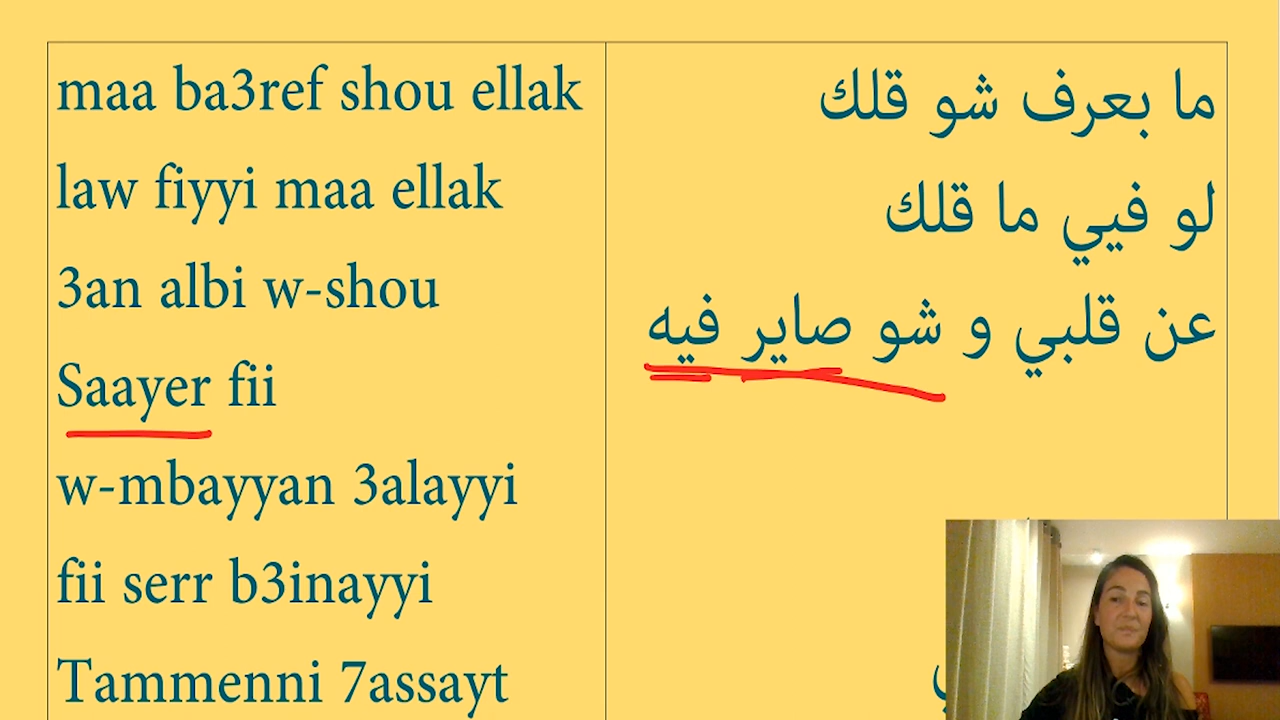 maa ba3ref shou ellak
law fiyyi maa ellak
3an albi w-shou
Saayer fii
w-mbayyan 3alayyi
fii serr b3inayyi
Tammenni 7assayt
ما بعرف شو قلك
لو فيي ما قلك
عن قلبي و شو صاير فيه